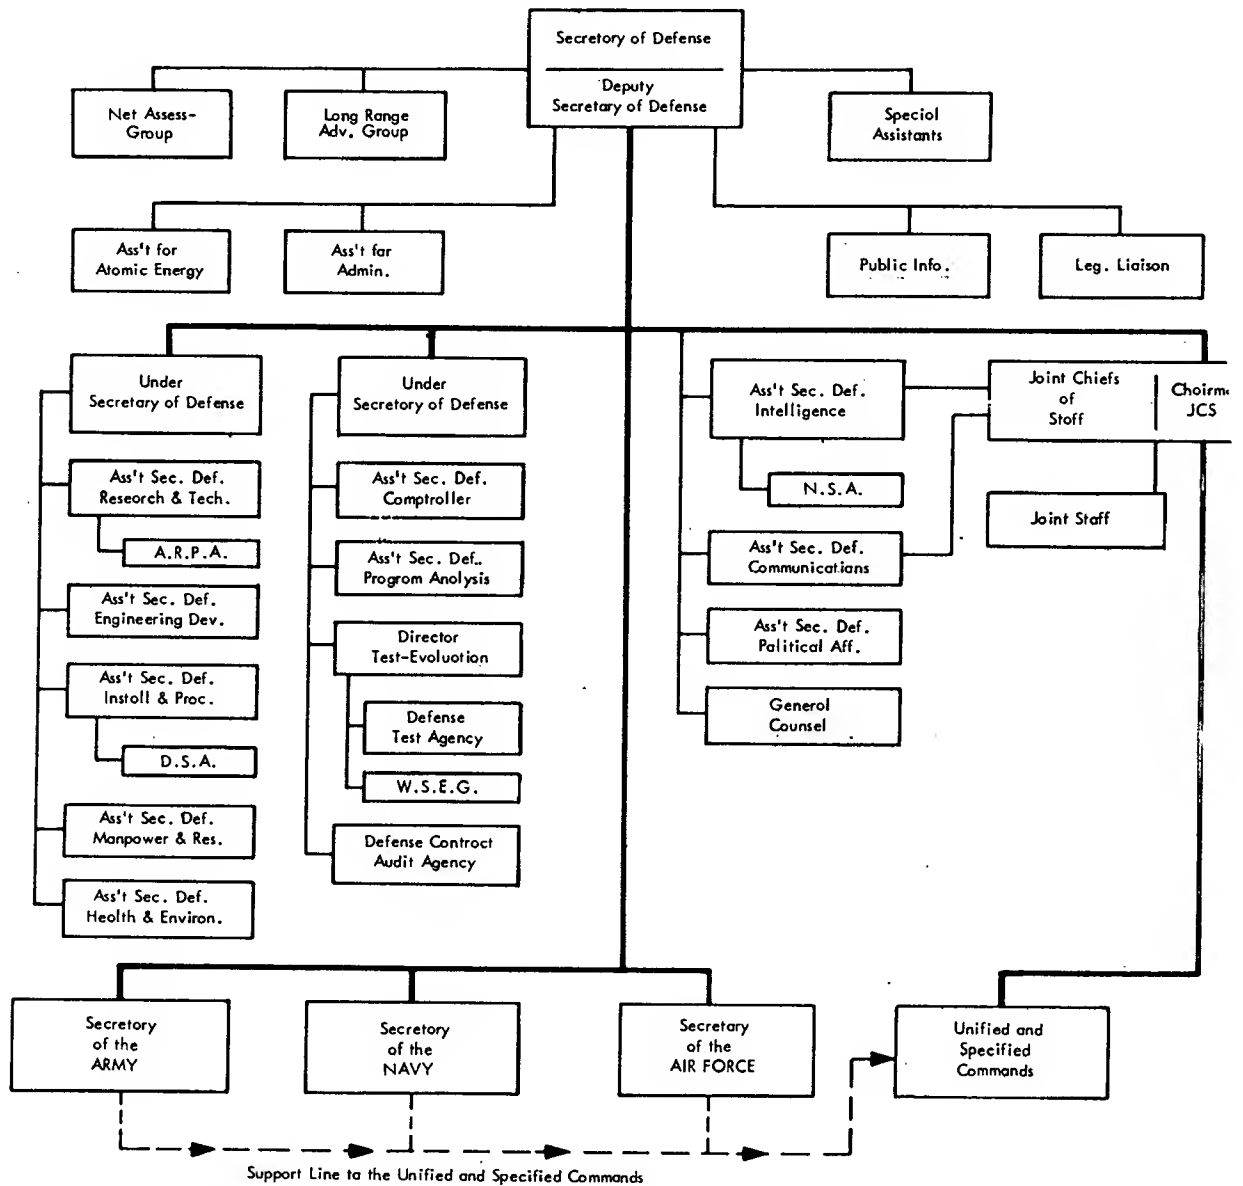 Secretory of Defense
Deputy
Secretary of Defense
Net Assess-
Group
Long Range
Adv. Group
Speciol
Assistants
Ass't for
Atomic Energy
Ass't far
Admin.
Public Info.
Leg. Liaison
Under
Secretary of Defense
Ass't Sec. Def.
Reseorch & Tech.
A.R.P.A.
Ass't Sec. Def.
Engineering Dev.
Ass't Sec. Def.
Instoll & Proc.
D.S.A.
Ass't Sec. Def.
Manpower & Res.
Ass't Sec. Def.
Heolth & Environ.
Under
Secretory of Defense
Ass't Sec. Def.
Comptroller
Ass't Sec. Def..
Progrom Anolysis
Director
Test-Evoluotion
Defense
Test Agency
W.S.E.G.
Defense Controct
Audit Agency
Ass't Sec. Def.
Intelligence
N.S.A.
Ass't Sec. Def.
Communicatians
Ass't Sec. Def.
Palitical Aff.
Generol
Counsel
Joint Chiefs
of
Stoff
Choirm
JCS
Joint Staff
Secretory
of the
ARMY
Secretory
of the
NAVY
Secretary
of the
AIR FORCE
Unified and
Specified
Commands
Support Line ta the Unified and Specified Commands